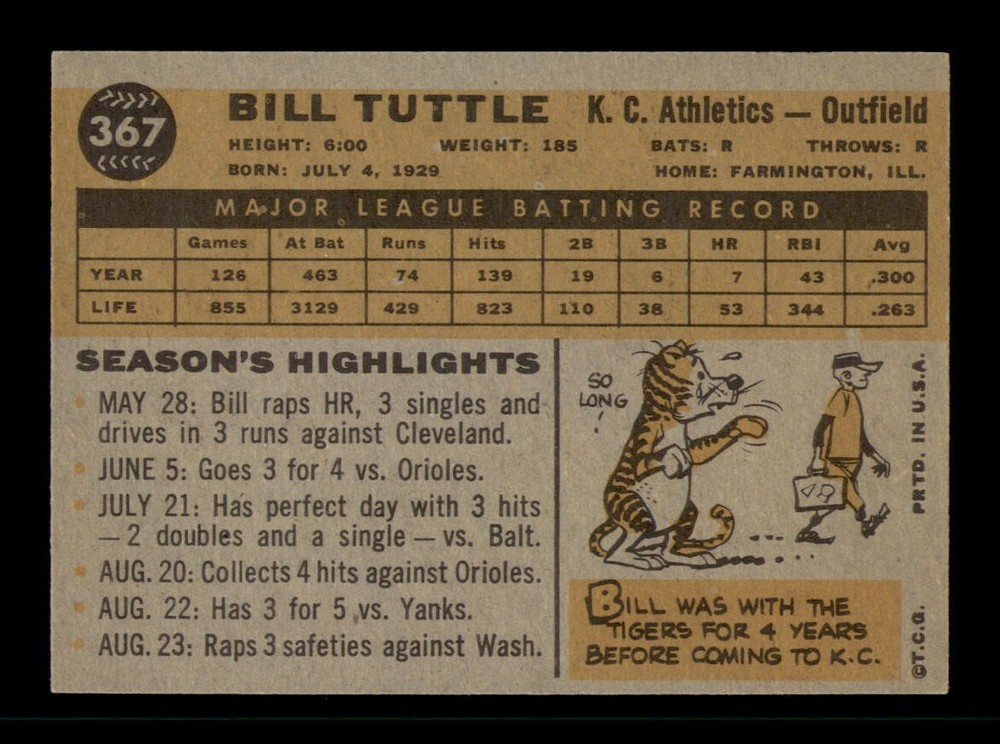 367
BILL TUTTLE K. C. Athletics — Outfield
HEIGHT: 6:00 WEIGHT: 185 BATS: R THROWS: R
BORN: JULY 4, 1929 HOME: FARMINGTON, ILL.
MAJOR LEAGUE BATTING RECORD
Games At Bat Runs Hits 2B 3B HR RBI Avg
YEAR 126 463 74 139 19 6 7 43 .300
LIFE 855 3129 429 823 110 38 53 344 .263
SEASON'S HIGHLIGHTS
MAY 28: Bill raps HR, 3 singles and
drives in 3 runs against Cleveland.
JUNE 5: Goes 3 for 4 vs. Orioles.
JULY 21: Has perfect day with 3 hits
— 2 doubles and a single — vs. Balt.
AUG. 20: Collects 4 hits against Orioles.
AUG. 22: Has 3 for 5 vs. Yanks.
AUG. 23: Raps 3 safeties against Wash.
SO
LONG
!
BILL WAS WITH THE
TIGERS FOR 4 YEARS
BEFORE COMING TO K.C.
©T.C.G. PRTD. IN U.S.A.